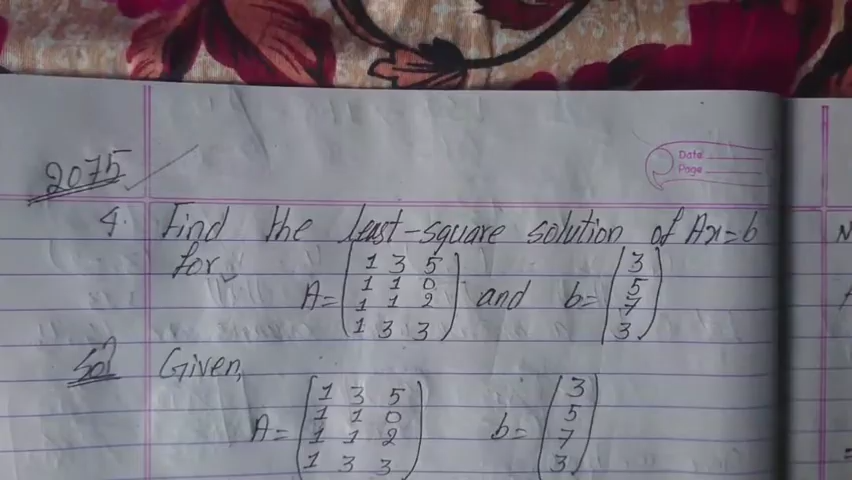 Date
Page
2075
4. Find the least-square solution of Ax=b
for,
A= (1 3 5
1 1 0
1 1 2
1 3 3) and b= (3
5
7
3)
Sol Given,
A= (1 3 5
1 1 0
1 1 2
1 3 3) b= (3
5
7
3)